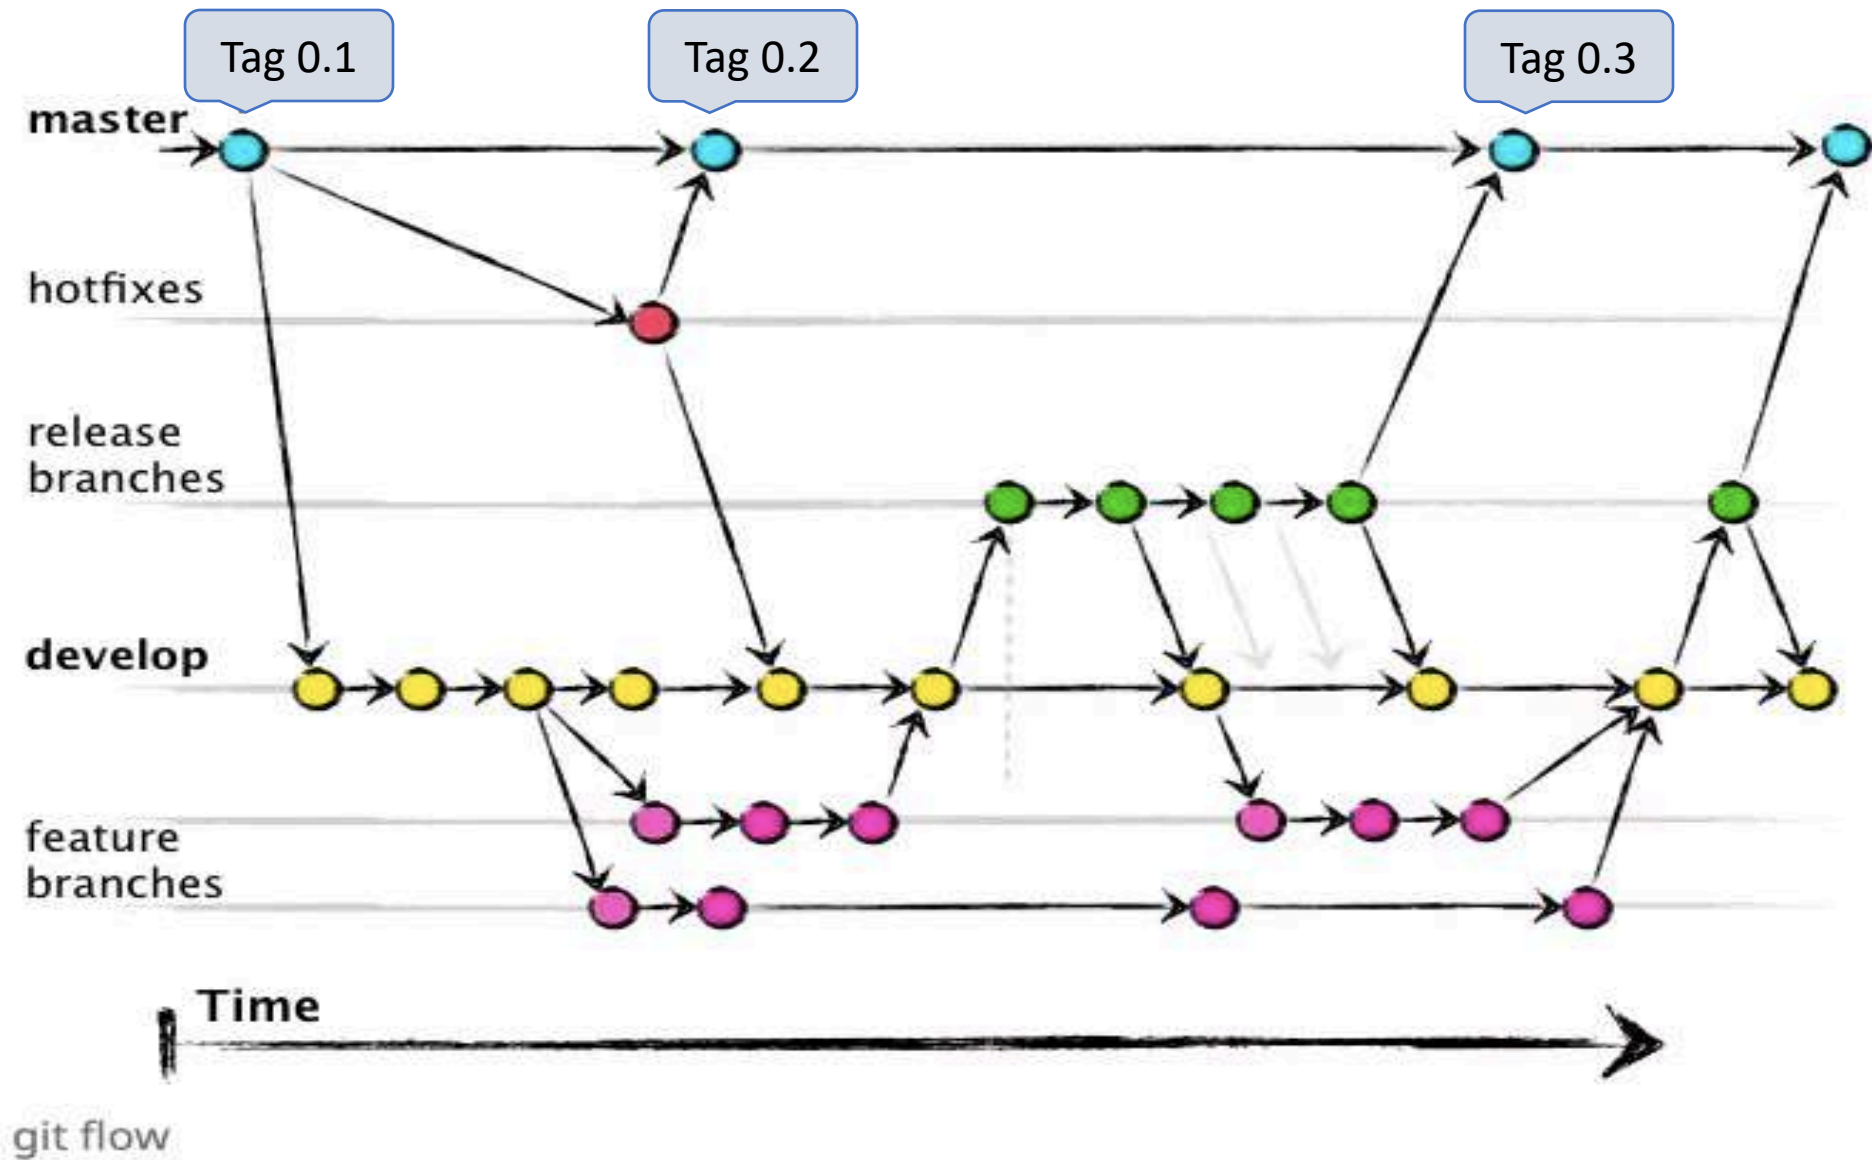 Tag 0.1
Tag 0.2
Tag 0.3
master
hotfixes
release
branches
develop
feature
branches
Time
git flow